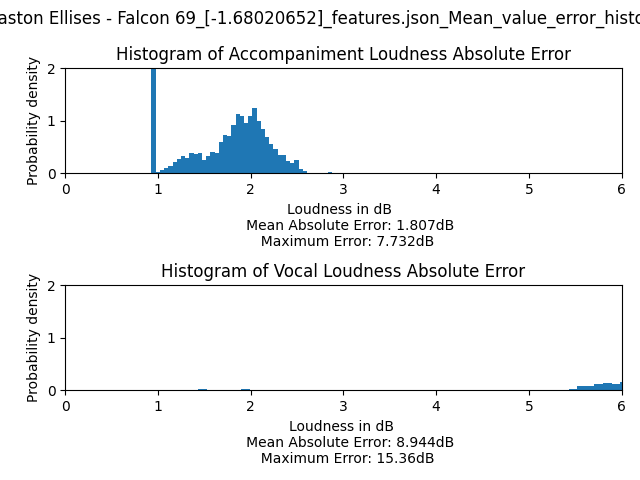 aston Ellises - Falcon 69_[-1.68020652]_features.json_Mean_value_error_histo
Histogram of Accompaniment Loudness Absolute Error
Probability density
2
1
0
0 1 2 3 4 5 6
Loudness in dB
Mean Absolute Error: 1.807dB
Maximum Error: 7.732dB
Histogram of Vocal Loudness Absolute Error
Probability density
2
1
0
0 1 2 3 4 5 6
Loudness in dB
Mean Absolute Error: 8.944dB
Maximum Error: 15.36dB